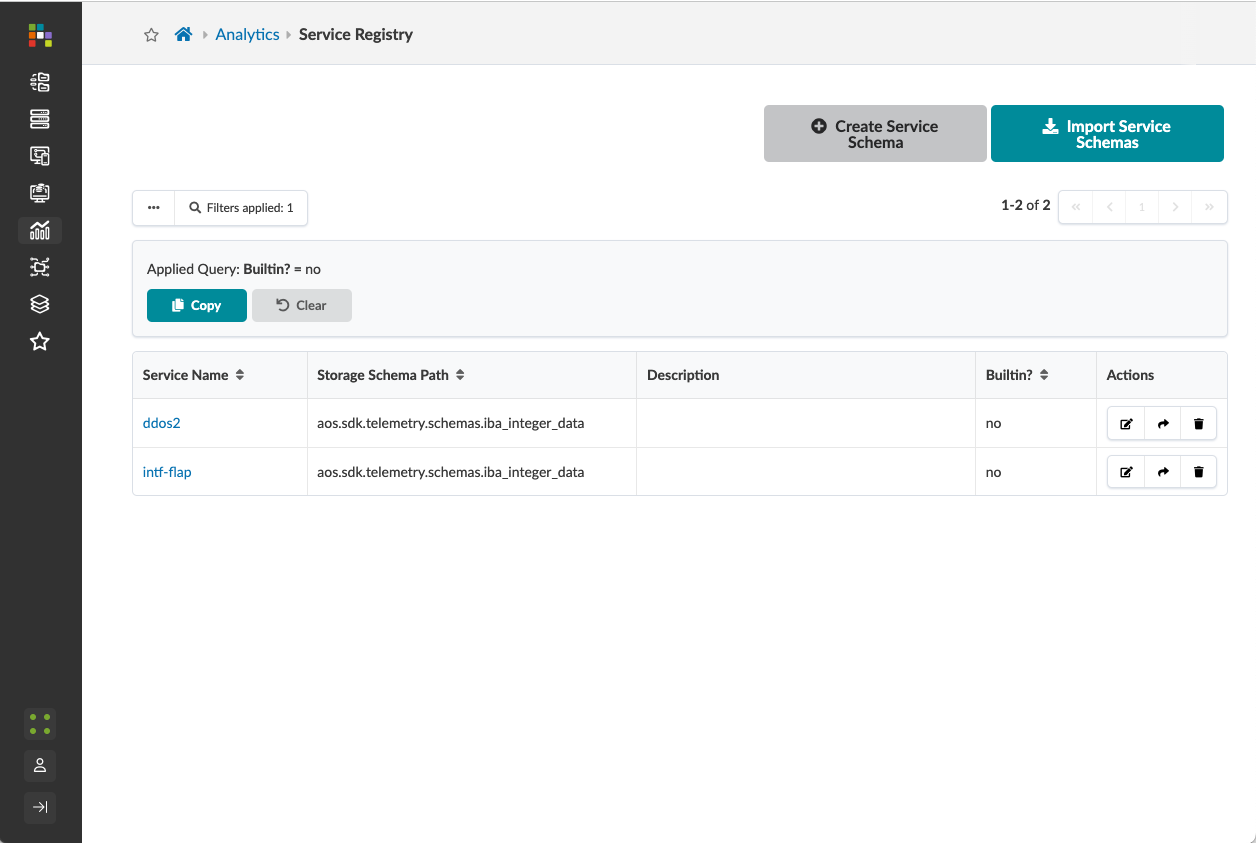 Analytics Service Registry
Create Service
Schema
Import Service
Schemas
Filters applied: 1
1-2 of 2
« < 1 > »
Applied Query: Builtin? = no
Copy Clear
Service Name Storage Schema Path Description Builtin? Actions
ddos2 aos.sdk.telemetry.schemas.iba_integer_data no
intf-flap aos.sdk.telemetry.schemas.iba_integer_data no